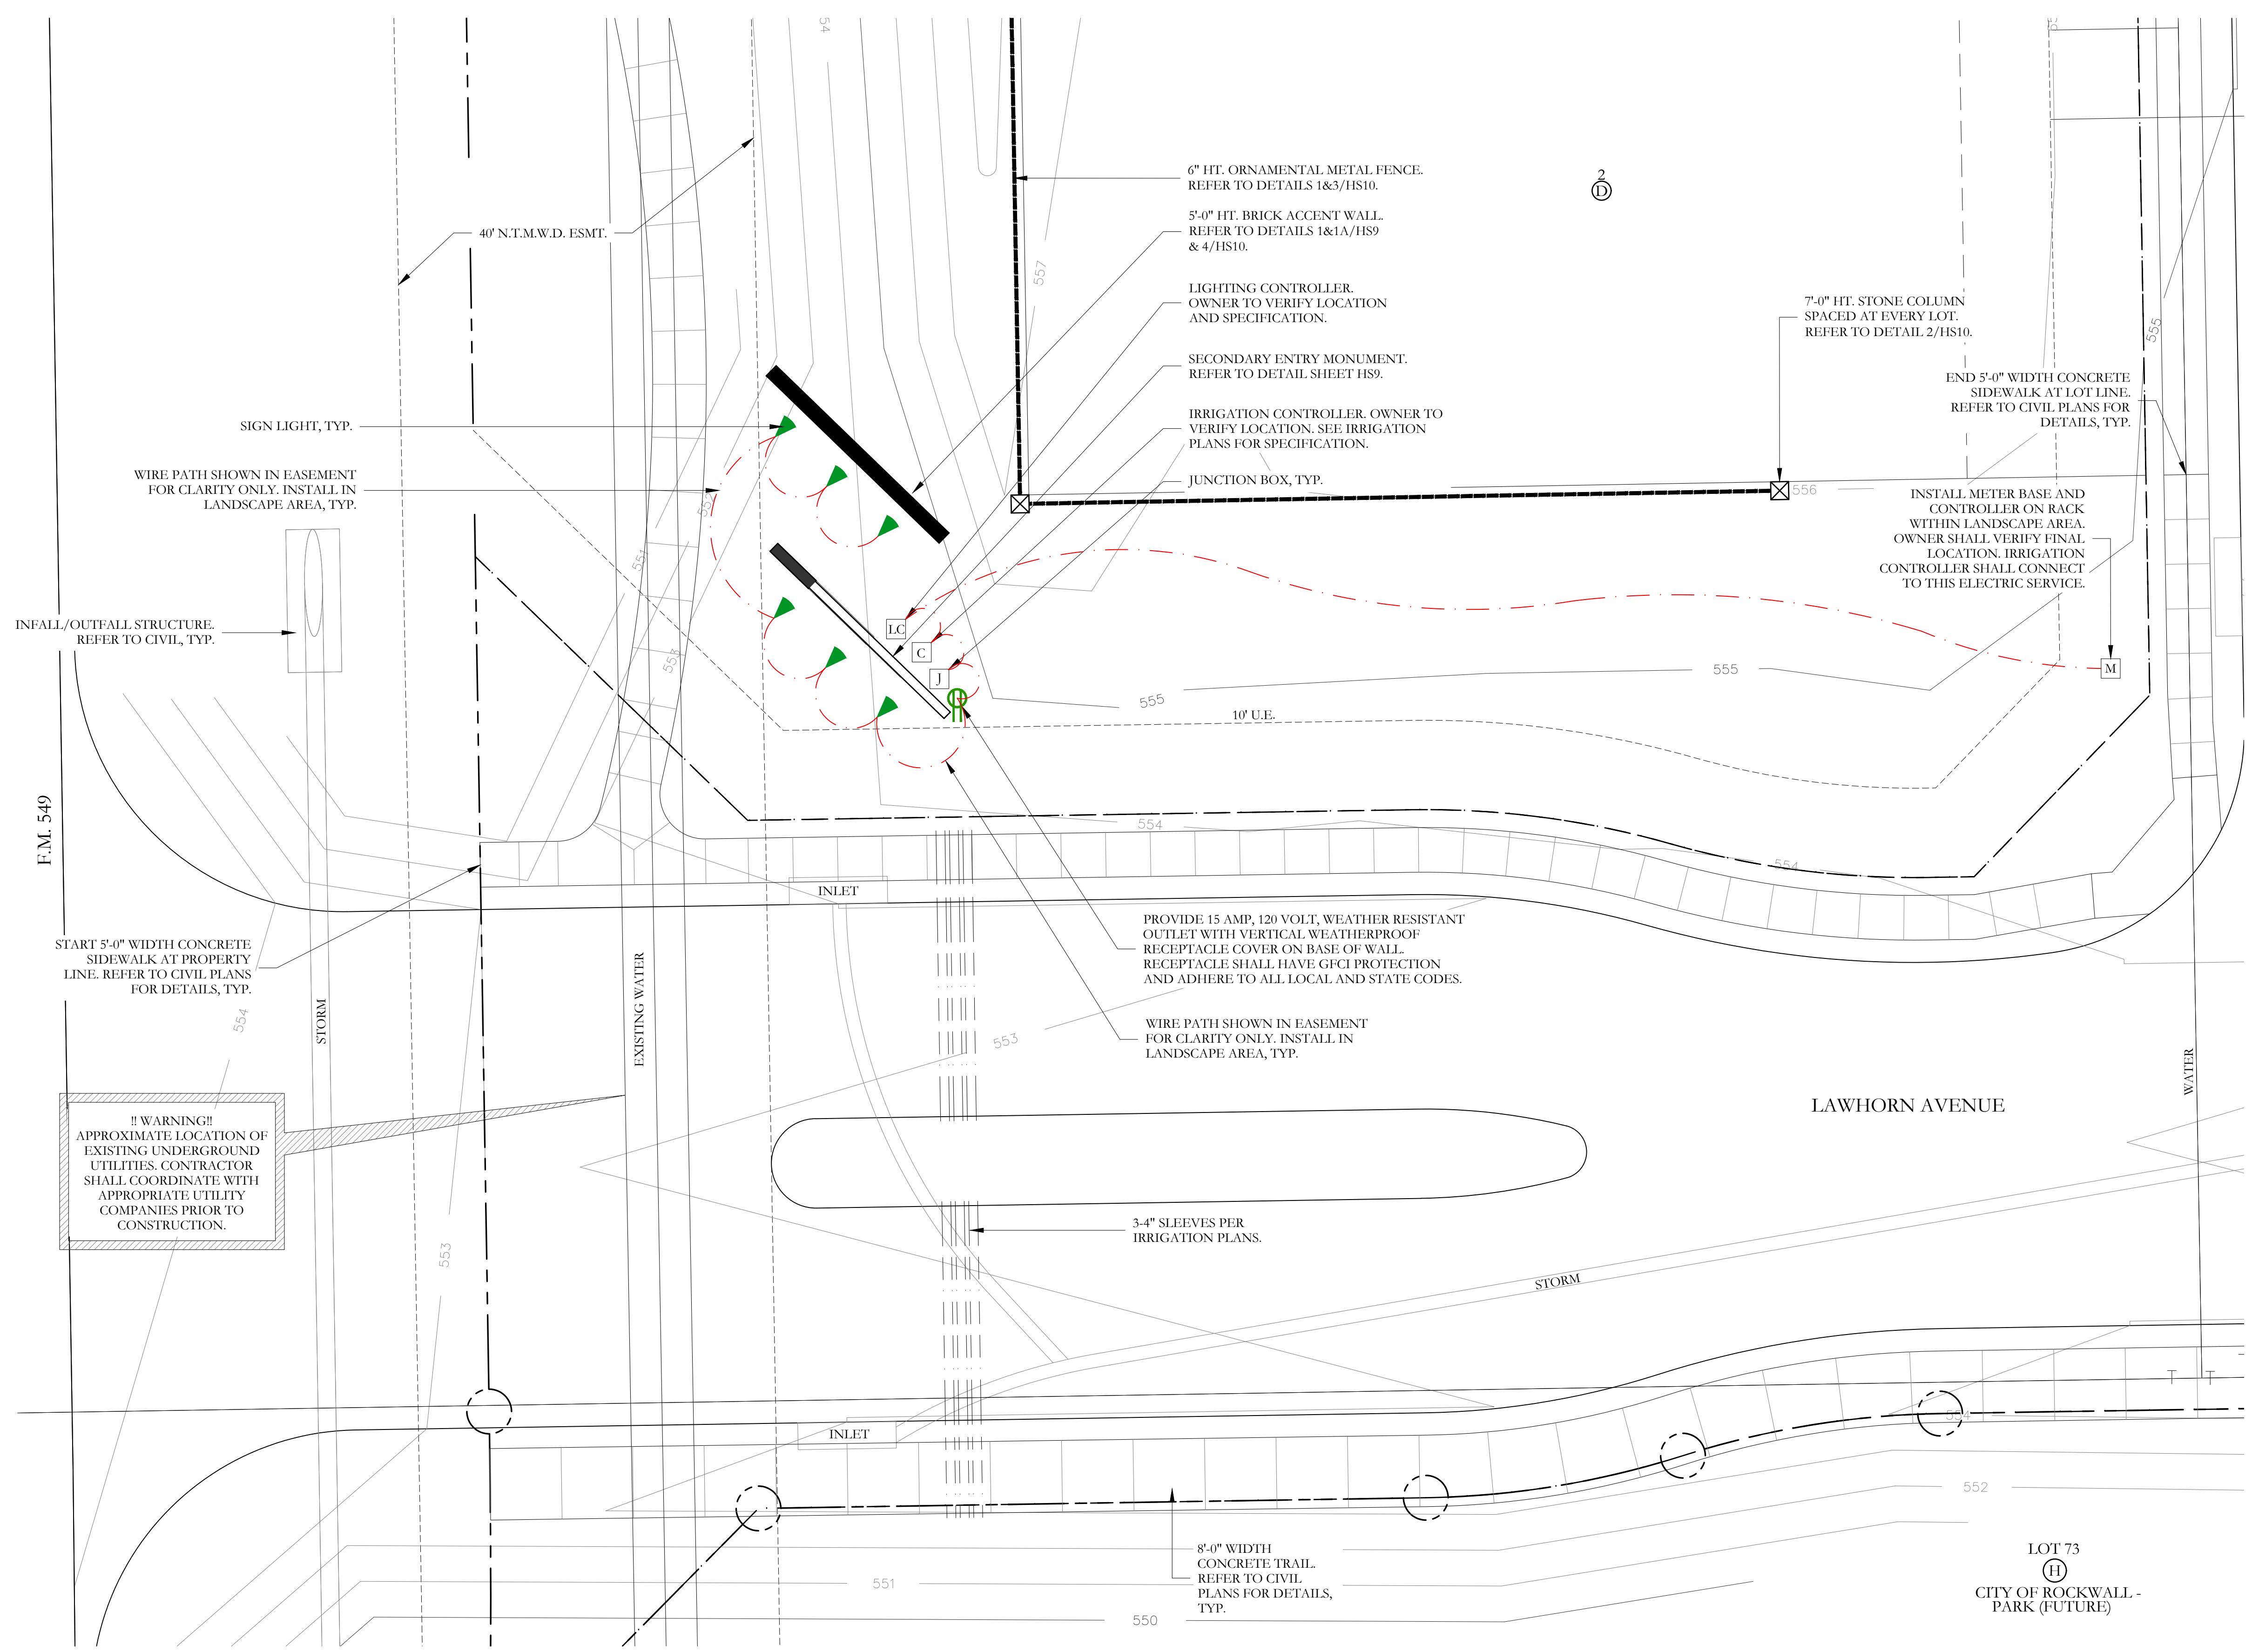 54
6" HT. ORNAMENTAL METAL FENCE.
REFER TO DETAILS 1&3/HS10.
2
D
5'-0" HT. BRICK ACCENT WALL.
REFER TO DETAILS 1&1A/HS9
& 4/HS10.
40' N.T.M.W.D. ESMT.
557
LIGHTING CONTROLLER.
OWNER TO VERIFY LOCATION
AND SPECIFICATION.
7'-0" HT. STONE COLUMN
SPACED AT EVERY LOT.
REFER TO DETAIL 2/HS10.
555
SECONDARY ENTRY MONUMENT.
REFER TO DETAIL SHEET HS9.
END 5'-0" WIDTH CONCRETE
SIDEWALK AT LOT LINE.
REFER TO CIVIL PLANS FOR
DETAILS, TYP.
SIGN LIGHT, TYP.
IRRIGATION CONTROLLER. OWNER TO
VERIFY LOCATION. SEE IRRIGATION
PLANS FOR SPECIFICATION.
WIRE PATH SHOWN IN EASEMENT
FOR CLARITY ONLY. INSTALL IN
LANDSCAPE AREA, TYP.
JUNCTION BOX, TYP.
556
552
551
INSTALL METER BASE AND
CONTROLLER ON RACK
WITHIN LANDSCAPE AREA.
OWNER SHALL VERIFY FINAL
LOCATION. IRRIGATION
CONTROLLER SHALL CONNECT
TO THIS ELECTRIC SERVICE.
INFALL/OUTFALL STRUCTURE.
REFER TO CIVIL, TYP.
LC
C
J
M
553
555
555
10' U.E.
F.M. 549
554
554
INLET
START 5'-0" WIDTH CONCRETE
SIDEWALK AT PROPERTY
LINE. REFER TO CIVIL PLANS
FOR DETAILS, TYP.
PROVIDE 15 AMP, 120 VOLT, WEATHER RESISTANT
OUTLET WITH VERTICAL WEATHERPROOF
RECEPTACLE COVER ON BASE OF WALL.
RECEPTACLE SHALL HAVE GFCI PROTECTION
AND ADHERE TO ALL LOCAL AND STATE CODES.
554
STORM
EXISTING WATER
553
WIRE PATH SHOWN IN EASEMENT
FOR CLARITY ONLY. INSTALL IN
LANDSCAPE AREA, TYP.
WATER
LAWHORN AVENUE
!! WARNING!!
APPROXIMATE LOCATION OF
EXISTING UNDERGROUND
UTILITIES. CONTRACTOR
SHALL COORDINATE WITH
APPROPRIATE UTILITY
COMPANIES PRIOR TO
CONSTRUCTION.
553
3-4" SLEEVES PER
IRRIGATION PLANS.
STORM
INLET
554
552
8'-0" WIDTH
CONCRETE TRAIL.
REFER TO CIVIL
PLANS FOR DETAILS,
TYP.
551
550
LOT 73
H
CITY OF ROCKWALL -
PARK (FUTURE)